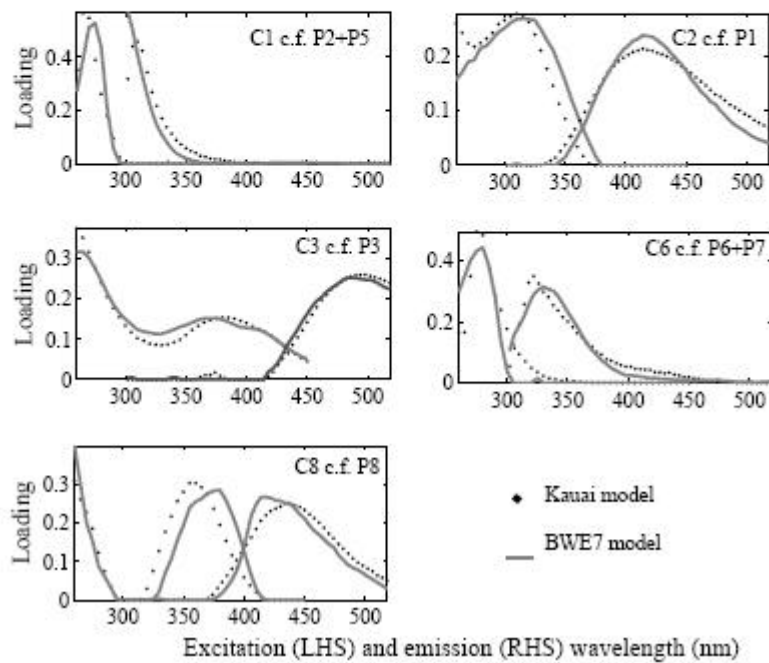 C1 c.f. P2+P5
Loading
0.4
0.2
0
300 350 400 450 500
C2 c.f. P1
0.2
0.1
0
300 350 400 450 500
C3 c.f. P3
Loading
0.3
0.2
0.1
0
300 350 400 450 500
C6 c.f. P6+P7
0.4
0.2
0
300 350 400 450 500
C8 c.f. P8
Loading
0.3
0.2
0.1
0
300 350 400 450 500
Kauai model
BWE7 model
Excitation (LHS) and emission (RHS) wavelength (nm)